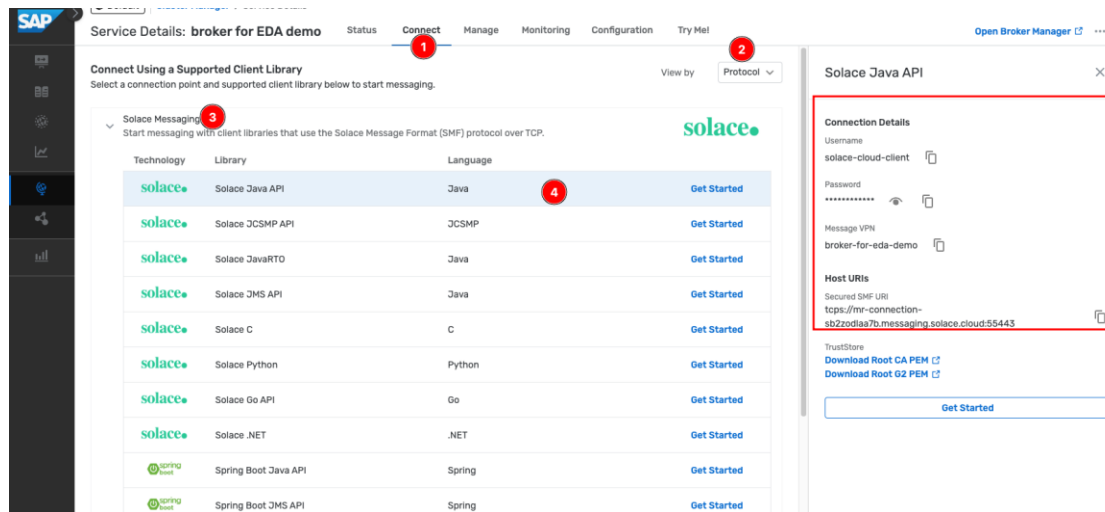 SAP
Service Details: broker for EDA demo
Status
Connect
Manage
Monitoring
Configuration
Try Me!
Open Broker Manager
1
2
Connect Using a Supported Client Library
Select a connection point and supported client library below to start messaging.
View by
Protocol
Solace Messaging
3
Start messaging with client libraries that use the Solace Message Format (SMF) protocol over TCP.
solace
Technology Library Language
solace Solace Java API Java 4 Get Started
solace Solace JCSMP API JCSMP Get Started
solace Solace JavaRTO Java Get Started
solace Solace JMS API Java Get Started
solace Solace C C Get Started
solace Solace Python Python Get Started
solace Solace Go API Go Get Started
solace Solace .NET .NET Get Started
spring boot Spring Boot Java API Spring Get Started
spring boot Spring Boot JMS API Spring Get Started
Solace Java API
Connection Details
Username
solace-cloud-client
Password
************
Message VPN
broker-for-eda-demo
Host URIs
Secured SMF URI
tcps://mr-connection-
sb2zodlaa7b.messaging.solace.cloud:55443
TrustStore
Download Root CA PEM
Download Root G2 PEM
Get Started